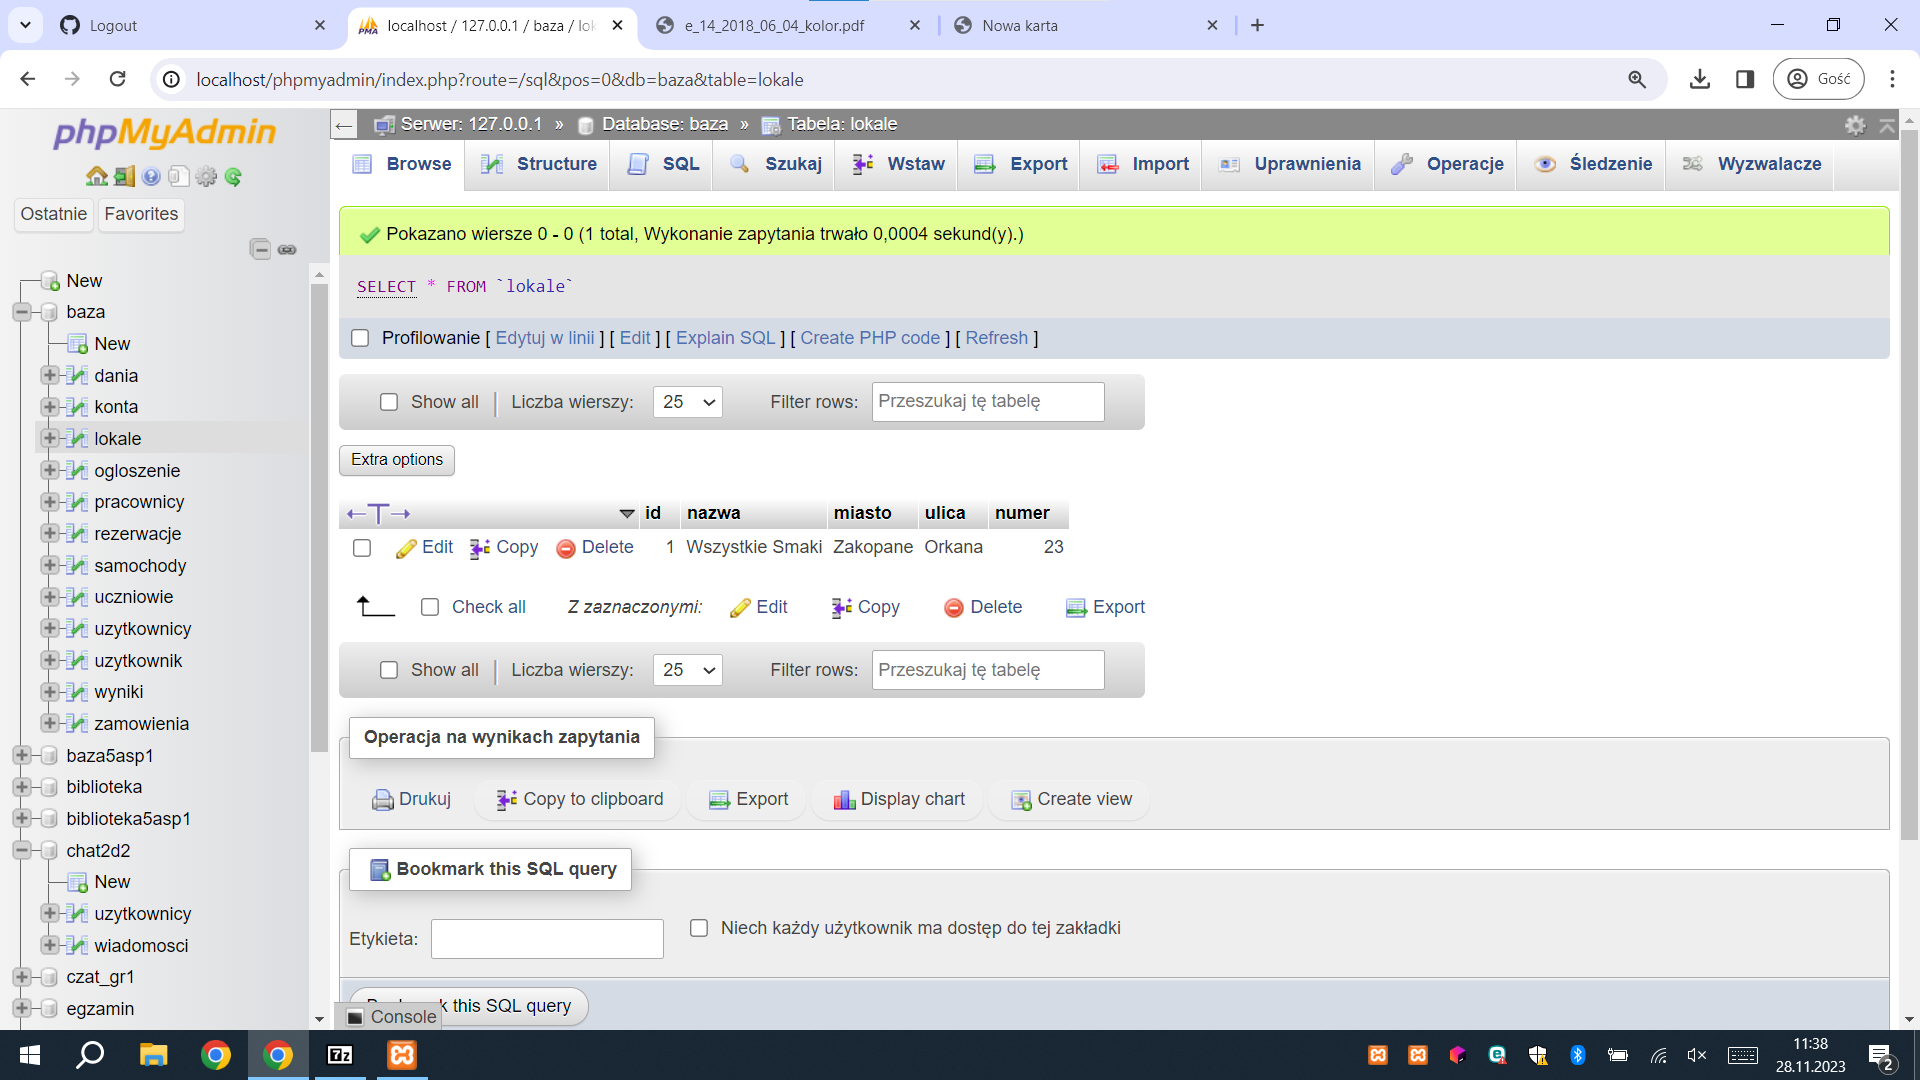 Logout
localhost / 127.0.0.1 / baza / lok
e_14_2018_06_04_kolor.pdf
Nowa karta
localhost/phpmyadmin/index.php?route=/sql&pos=0&db=baza&table=lokale
Gość
phpMyAdmin
Ostatnie
Favorites
New
baza
New
dania
konta
lokale
ogloszenie
pracownicy
rezerwacje
samochody
uczniowie
uzytkownicy
uzytkownik
wyniki
zamowienia
baza5asp1
biblioteka
biblioteka5asp1
chat2d2
New
uzytkownicy
wiadomosci
czat_gr1
egzamin
Serwer: 127.0.0.1 » Database: baza » Tabela: lokale
Browse Structure SQL Szukaj Wstaw Export Import Uprawnienia Operacje Śledzenie Wyzwalacze
Pokazano wiersze 0 - 0 (1 total, Wykonanie zapytania trwało 0,0004 sekund(y).)
SELECT * FROM `lokale`
Profilowanie [ Edytuj w linii ] [ Edit ] [ Explain SQL ] [ Create PHP code ] [ Refresh ]
Show all Liczba wierszy: 25 Filter rows: Przeszukaj tę tabelę
Extra options
←T→ id nazwa miasto ulica numer
Edit Copy Delete 1 Wszystkie Smaki Zakopane Orkana 23
Check all Z zaznaczonymi: Edit Copy Delete Export
Show all Liczba wierszy: 25 Filter rows: Przeszukaj tę tabelę
Operacja na wynikach zapytania
Drukuj Copy to clipboard Export Display chart Create view
Bookmark this SQL query
Etykieta: Niech każdy użytkownik ma dostęp do tej zakładki
this SQL query
Console
11:38
28.11.2023
2